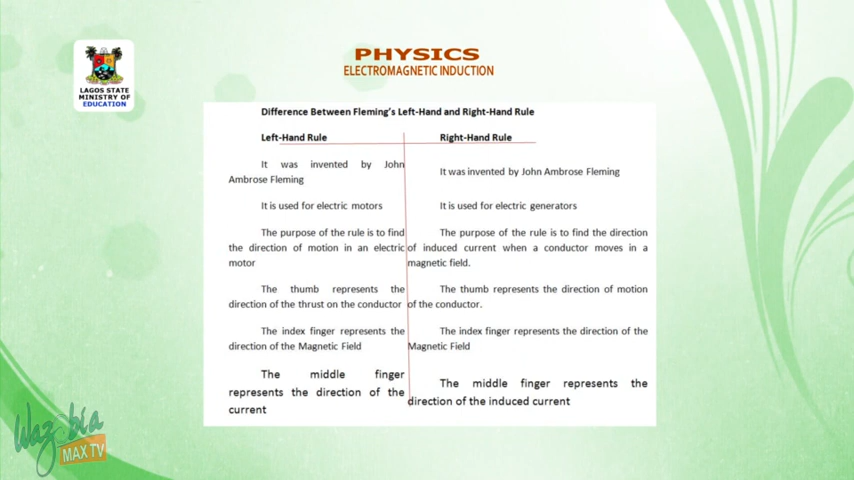 PHYSICS
ELECTROMAGNETIC INDUCTION
LAGOS STATE
MINISTRY OF
EDUCATION
Difference Between Fleming's Left-Hand and Right-Hand Rule
Left-Hand Rule
It was invented by John
Ambrose Fleming
It is used for electric motors
The purpose of the rule is to find
the direction of motion in an electric
motor
The thumb represents the
direction of the thrust on the conductor
The index finger represents the
direction of the Magnetic Field
The middle finger
represents the direction of the
current
Right-Hand Rule
It was invented by John Ambrose Fleming
It is used for electric generators
The purpose of the rule is to find the direction
of induced current when a conductor moves in a
magnetic field.
The thumb represents the direction of motion
of the conductor.
The index finger represents the direction of the
Magnetic Field
The middle finger represents the
direction of the induced current
Wazobia
MAX TV